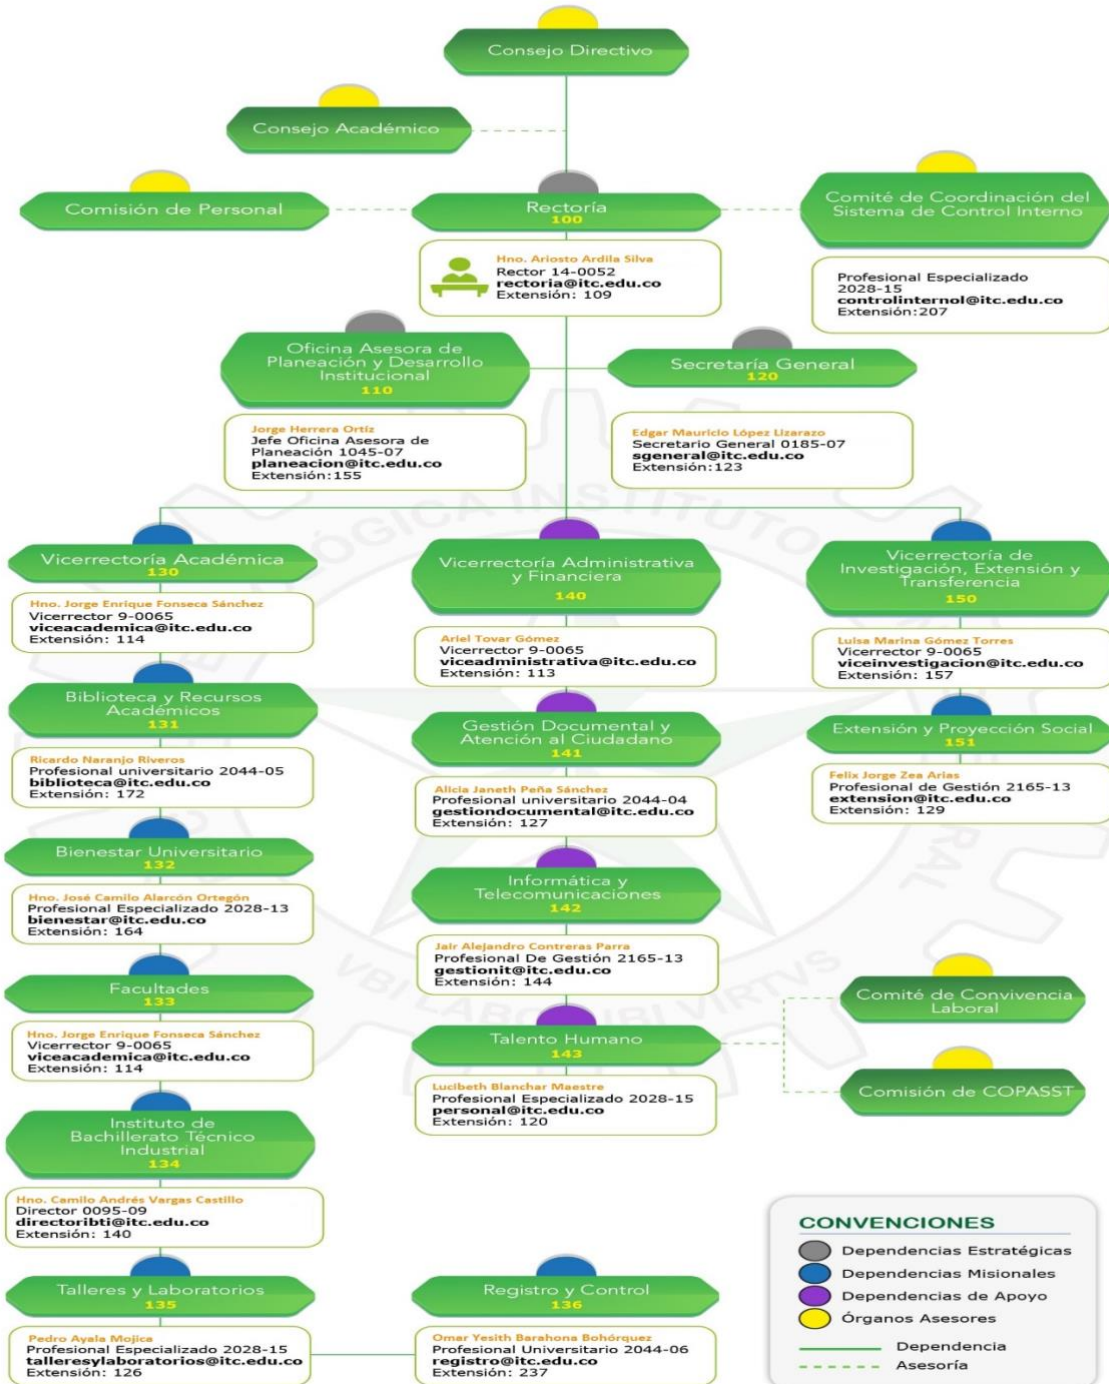 Consejo Directivo
Consejo Académico
Comisión de Personal
Rectoría
100
Comité de Coordinación del
Sistema de Control Interno
Hno. Ariosto Ardila Silva
Rector 14-0052
rectoria@itc.edu.co
Extensión: 109
Profesional Especializado
2028-15
controlinternol@itc.edu.co
Extensión:207
Oficina Asesora de
Planeación y Desarrollo
Institucional
110
Secretaría General
120
Jorge Herrera Ortíz
Jefe Oficina Asesora de
Planeación 1045-07
planeacion@itc.edu.co
Extensión:155
Edgar Mauricio López Lizarazo
Secretario General 0185-07
sgeneral@itc.edu.co
Extensión:123
Vicerrectoría Académica
130
Hno. Jorge Enrique Fonseca Sánchez
Vicerrector 9-0065
viceacademica@itc.edu.co
Extensión: 114
Vicerrectoría Administrativa
y Financiera
140
Ariel Tovar Gómez
Vicerrector 9-0065
viceadministrativa@itc.edu.co
Extensión: 113
Vicerrectoría de
Investigación, Extensión y
Transferencia
150
Luisa Marina Gómez Torres
Vicerrector 9-0065
viceinvestigacion@itc.edu.co
Extensión: 157
Biblioteca y Recursos
Académicos
131
Ricardo Naranjo Riveros
Profesional universitario 2044-05
biblioteca@itc.edu.co
Extensión: 172
Gestión Documental y
Atención al Ciudadano
141
Alicia Janeth Peña Sánchez
Profesional universitario 2044-04
gestiondocumental@itc.edu.co
Extensión: 127
Extensión y Proyección Social
151
Felix Jorge Zea Arias
Profesional de Gestión 2165-13
extension@itc.edu.co
Extensión: 129
Bienestar Universitario
132
Hno. José Camilo Alarcón Ortegón
Profesional Especializado 2028-13
bienestar@itc.edu.co
Extensión: 164
Informática y
Telecomunicaciones
142
Jair Alejandro Contreras Parra
Profesional De Gestión 2165-13
gestionit@itc.edu.co
Extensión: 144
Facultades
133
Hno. Jorge Enrique Fonseca Sánchez
Vicerrector 9-0065
viceacademica@itc.edu.co
Extensión: 114
Talento Humano
143
Lucibeth Blanchar Maestre
Profesional Especializado 2028-15
personal@itc.edu.co
Extensión: 120
Comité de Convivencia
Laboral
Comisión de COPASST
Instituto de
Bachillerato Técnico
Industrial
134
Hno. Camilo Andrés Vargas Castillo
Director 0095-09
directoribti@itc.edu.co
Extensión: 140
Talleres y Laboratorios
135
Pedro Ayala Mojica
Profesional Especializado 2028-15
talleresylaboratorios@itc.edu.co
Extensión: 126
Registro y Control
136
Omar Yesith Barahona Bohórquez
Profesional Universitario 2044-06
registro@itc.edu.co
Extensión: 237
CONVENCIONES
Dependencias Estratégicas
Dependencias Misionales
Dependencias de Apoyo
Órganos Asesores
Dependencia
Asesoría